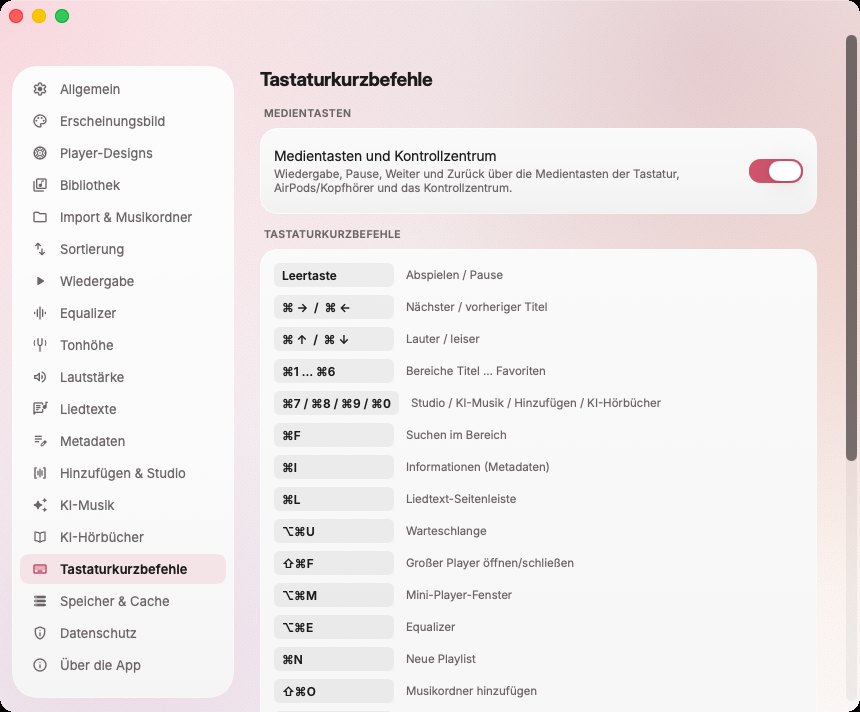 Allgemein
Erscheinungsbild
Player-Designs
Bibliothek
Import & Musikordner
Sortierung
Wiedergabe
Equalizer
Tonhöhe
Lautstärke
Liedtexte
Metadaten
Hinzufügen & Studio
KI-Musik
KI-Hörbücher
Tastaturkurzbefehle
Speicher & Cache
Datenschutz
Über die App
Tastaturkurzbefehle
MEDIENTASTEN
Medientasten und Kontrollzentrum
Wiedergabe, Pause, Weiter und Zurück über die Medientasten der Tastatur,
AirPods/Kopfhörer und das Kontrollzentrum.
TASTATURKURZBEFEHLE
Leertaste Abspielen / Pause
⌘ → / ⌘ ← Nächster / vorheriger Titel
⌘ ↑ / ⌘ ↓ Lauter / leiser
⌘1 … ⌘6 Bereiche Titel … Favoriten
⌘7 / ⌘8 / ⌘9 / ⌘0 Studio / KI-Musik / Hinzufügen / KI-Hörbücher
⌘F Suchen im Bereich
⌘I Informationen (Metadaten)
⌘L Liedtext-Seitenleiste
⌥⌘U Warteschlange
⇧⌘F Großer Player öffnen/schließen
⌥⌘M Mini-Player-Fenster
⌥⌘E Equalizer
⌘N Neue Playlist
⇧⌘O Musikordner hinzufügen